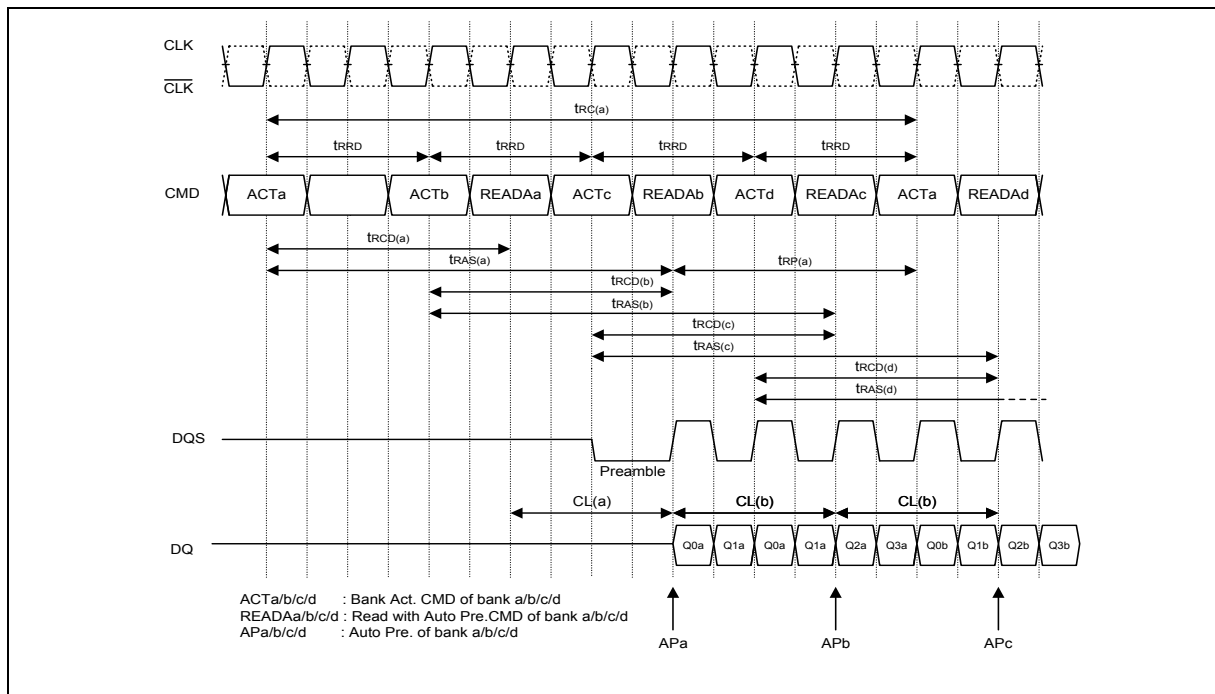 CLK
CLK
tRC(a)
tRRD tRRD tRRD tRRD
CMD ACTa ACTb READAa ACTc READAb ACTd READAc ACTa READAd
tRCD(a)
tRAS(a) tRP(a)
tRCD(b)
tRAS(b)
tRCD(c)
tRAS(c)
tRCD(d)
tRAS(d)
DQS
Preamble
CL(a) CL(b) CL(b)
DQ Q0a Q1a Q0a Q1a Q2a Q3a Q0b Q1b Q2b Q3b
ACTa/b/c/d : Bank Act. CMD of bank a/b/c/d
READAa/b/c/d : Read with Auto Pre.CMD of bank a/b/c/d
APa/b/c/d : Auto Pre. of bank a/b/c/d
APa APb APc